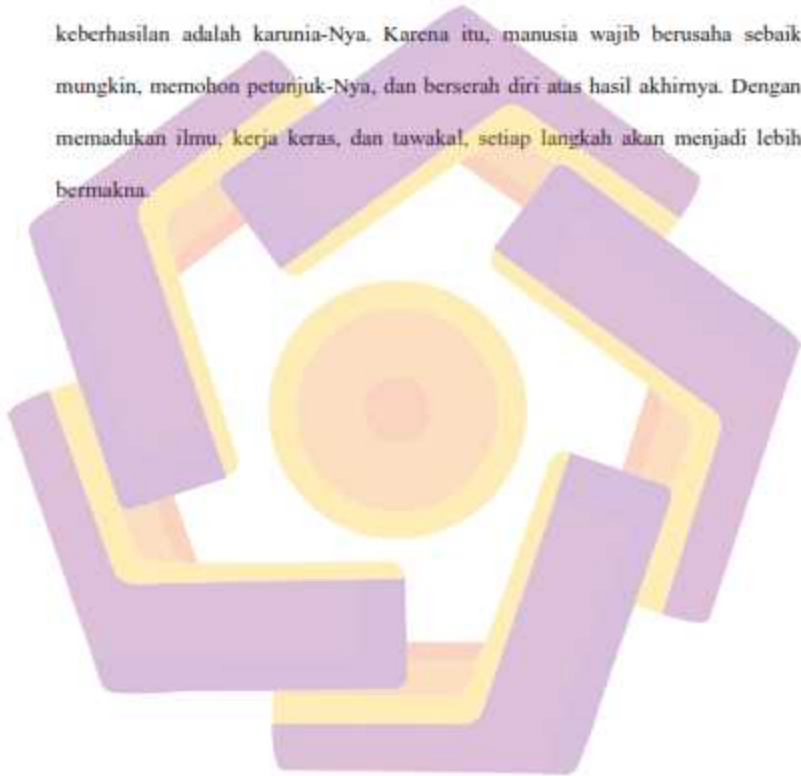 keberhasilan adalah karunia-Nya. Karena itu, manusia wajib berusaha sebaik
mungkin, memohon petunjuk-Nya, dan berserah diri atas hasil akhirnya. Dengan
memadukan ilmu, kerja keras, dan tawakal, setiap langkah akan menjadi lebih
bermakna.